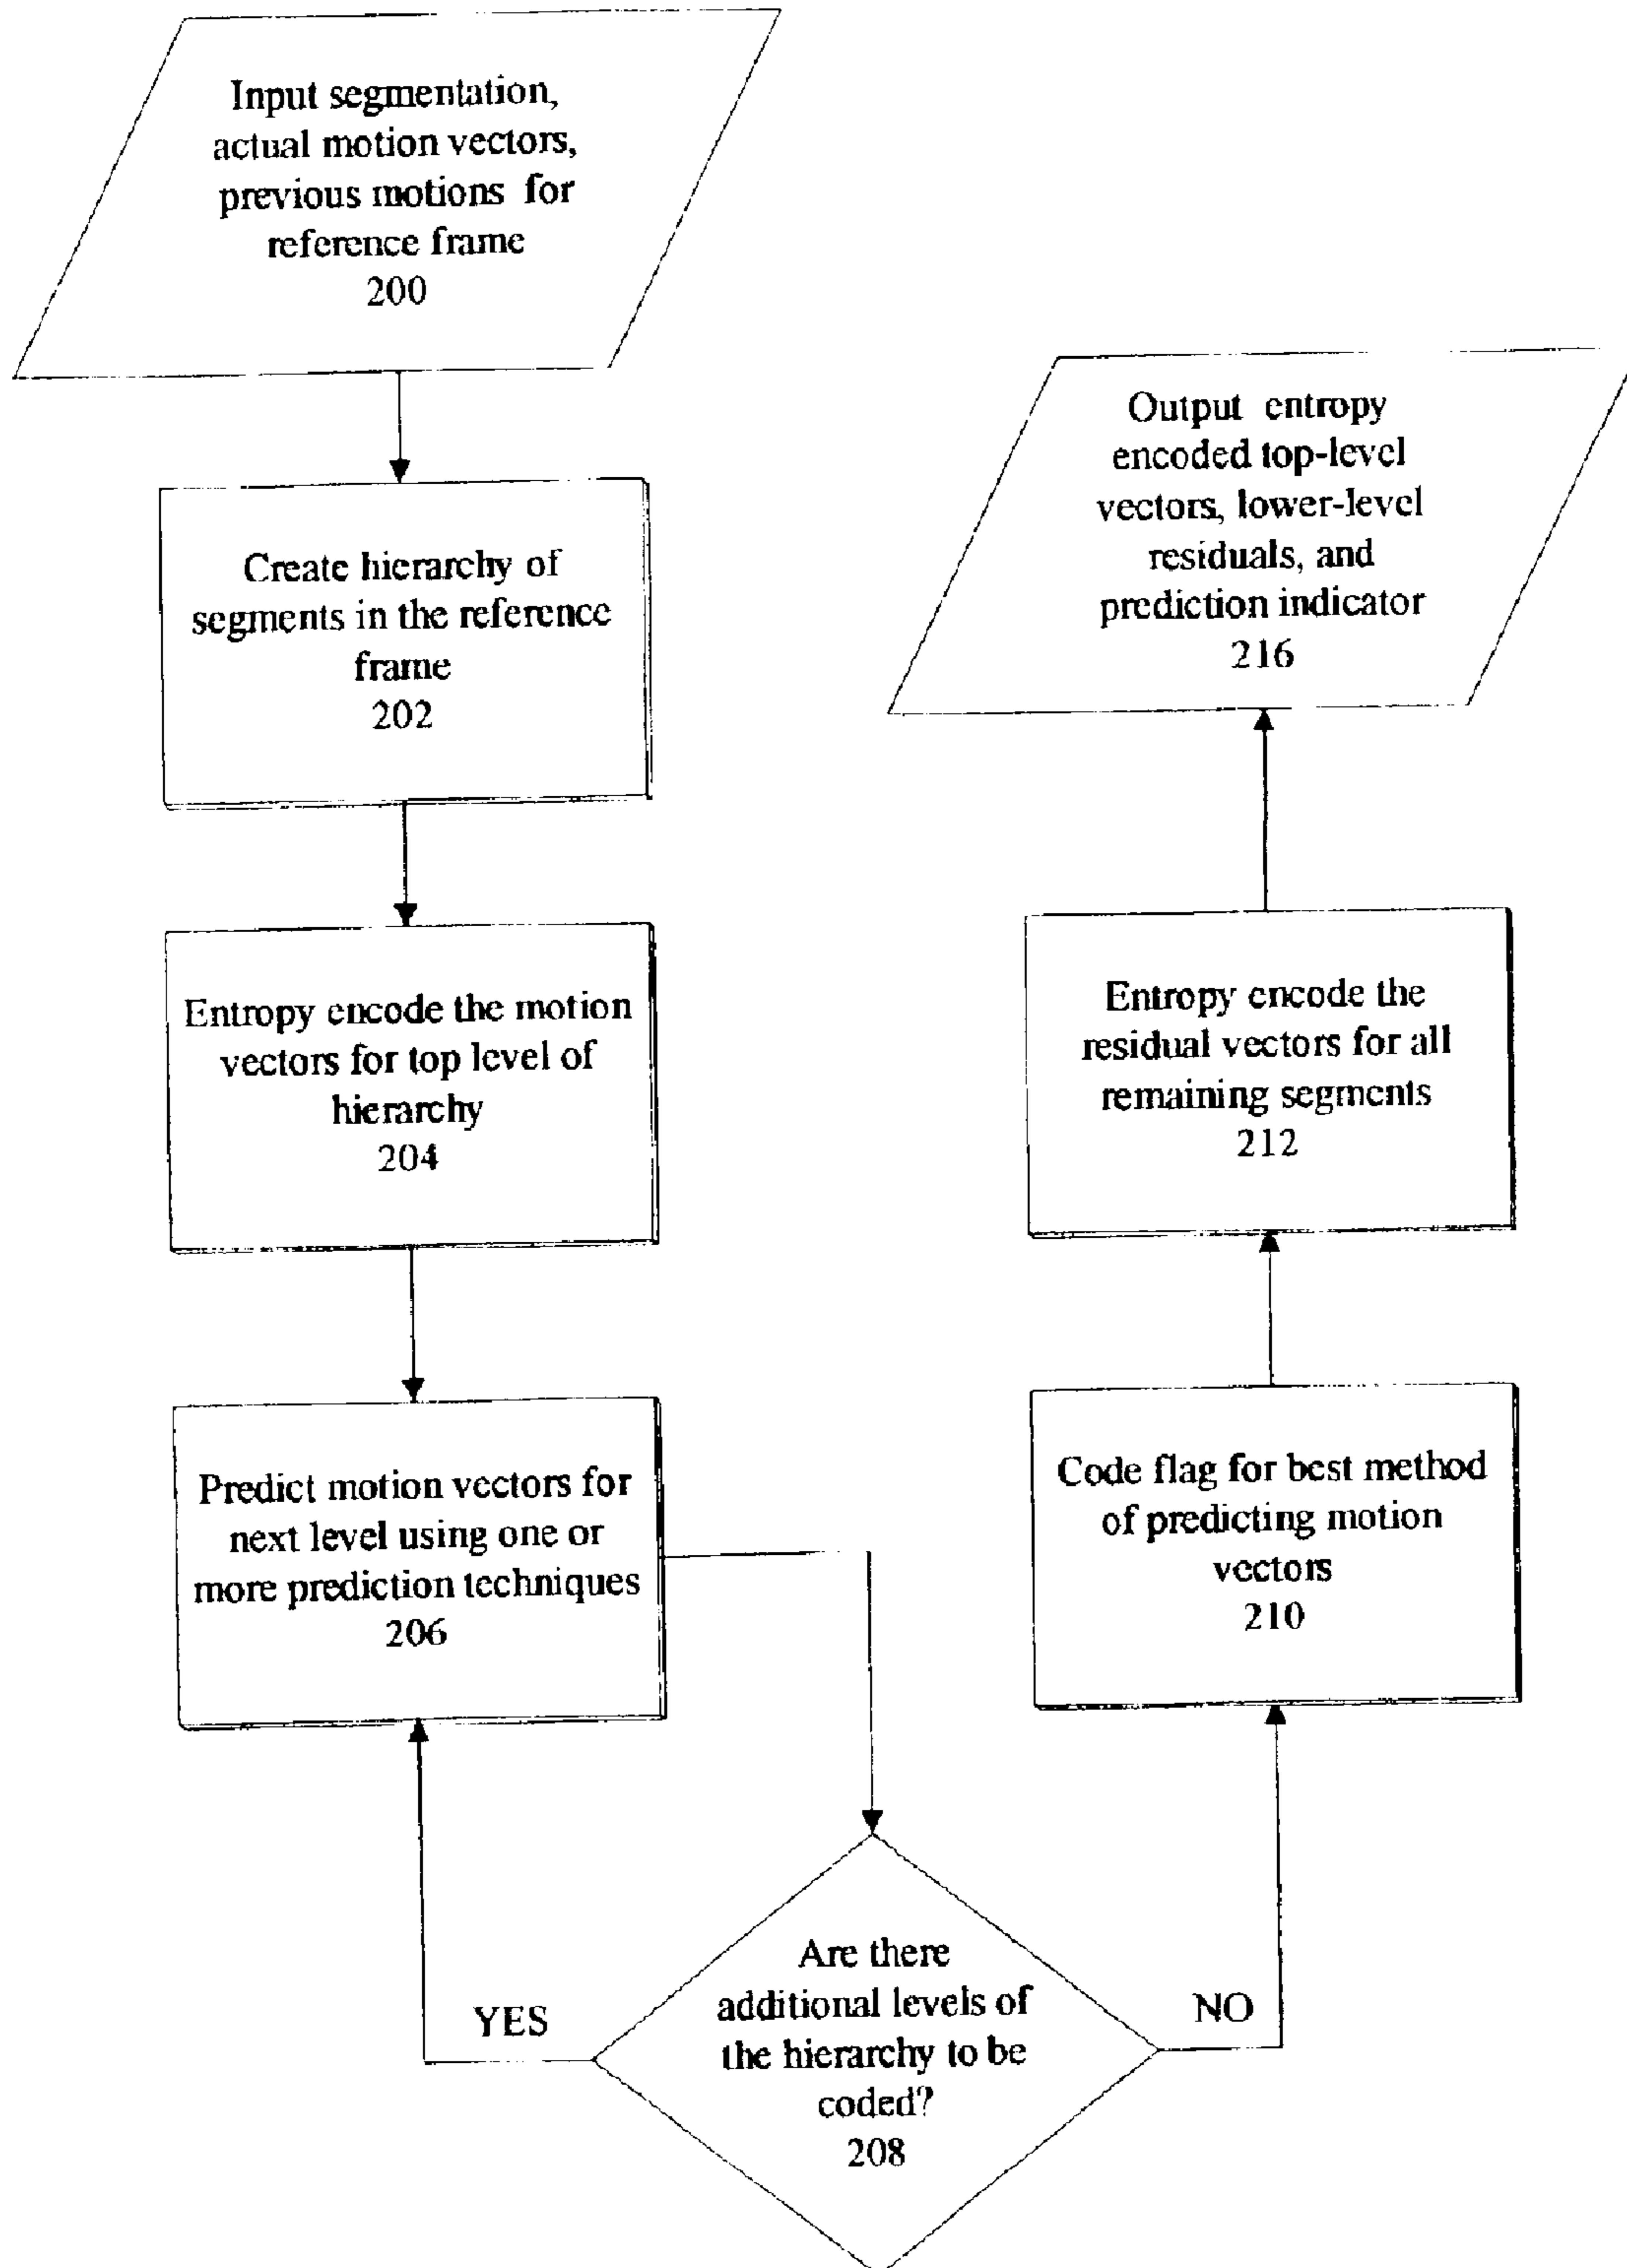 Input segmentation,
actual motion vectors,
previous motions for
reference frame
200
Create hierarchy of
segments in the reference
frame
202
Entropy encode the motion
vectors for top level of
hierarchy
204
Predict motion vectors for
next level using one or
more prediction techniques
206
Are there
additional levels of
the hierarchy to be
coded?
208
YES
NO
Code flag for best method
of predicting motion
vectors
210
Entropy encode the
residual vectors for all
remaining segments
212
Output entropy
encoded top-level
vectors, lower-level
residuals, and
prediction indicator
216